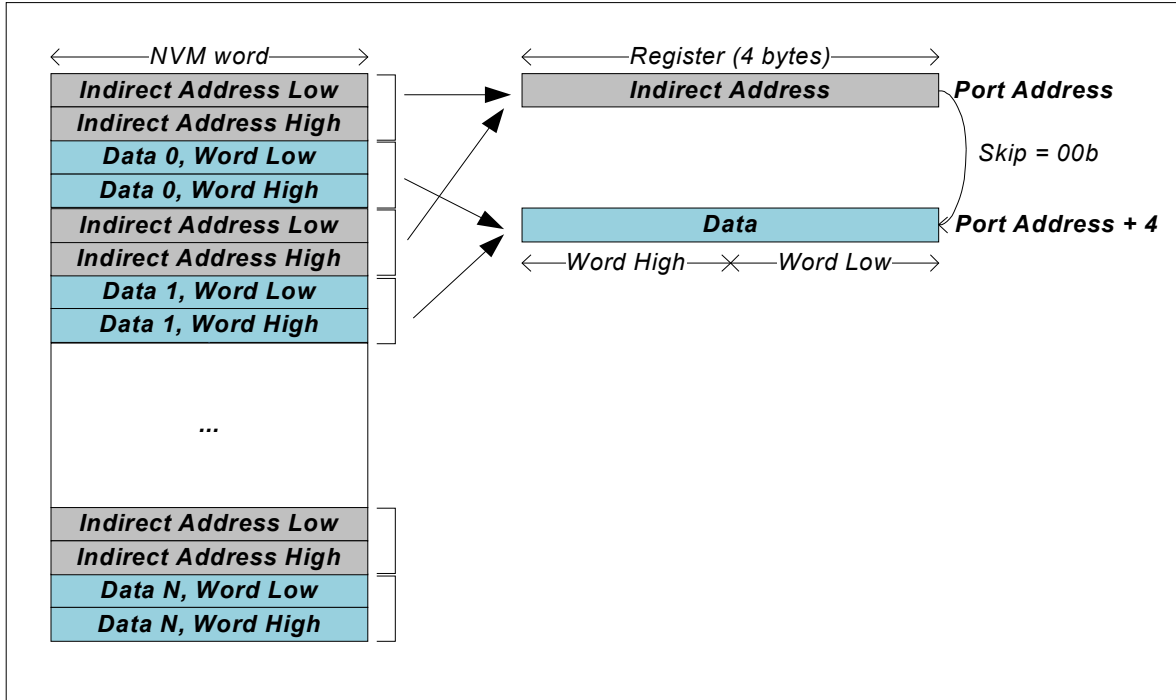 NVM word
Indirect Address Low
Indirect Address High
Data 0, Word Low
Data 0, Word High
Indirect Address Low
Indirect Address High
Data 1, Word Low
Data 1, Word High
...
Indirect Address Low
Indirect Address High
Data N, Word Low
Data N, Word High
Register (4 bytes)
Indirect Address
Port Address
Skip = 00b
Data
Port Address + 4
Word High
Word Low